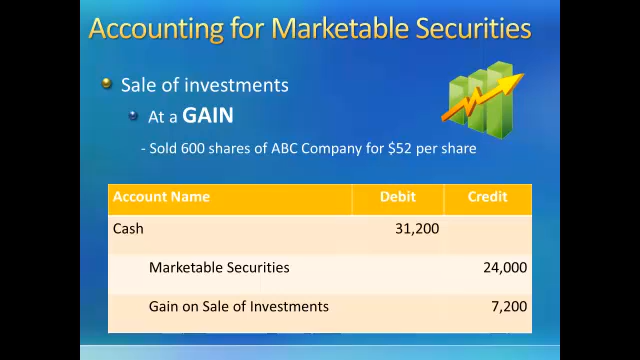 Accounting for Marketable Securities
Sale of investments
At a GAIN
- Sold 600 shares of ABC Company for $52 per share
Account Name Debit Credit
Cash 31,200
Marketable Securities 24,000
Gain on Sale of Investments 7,200